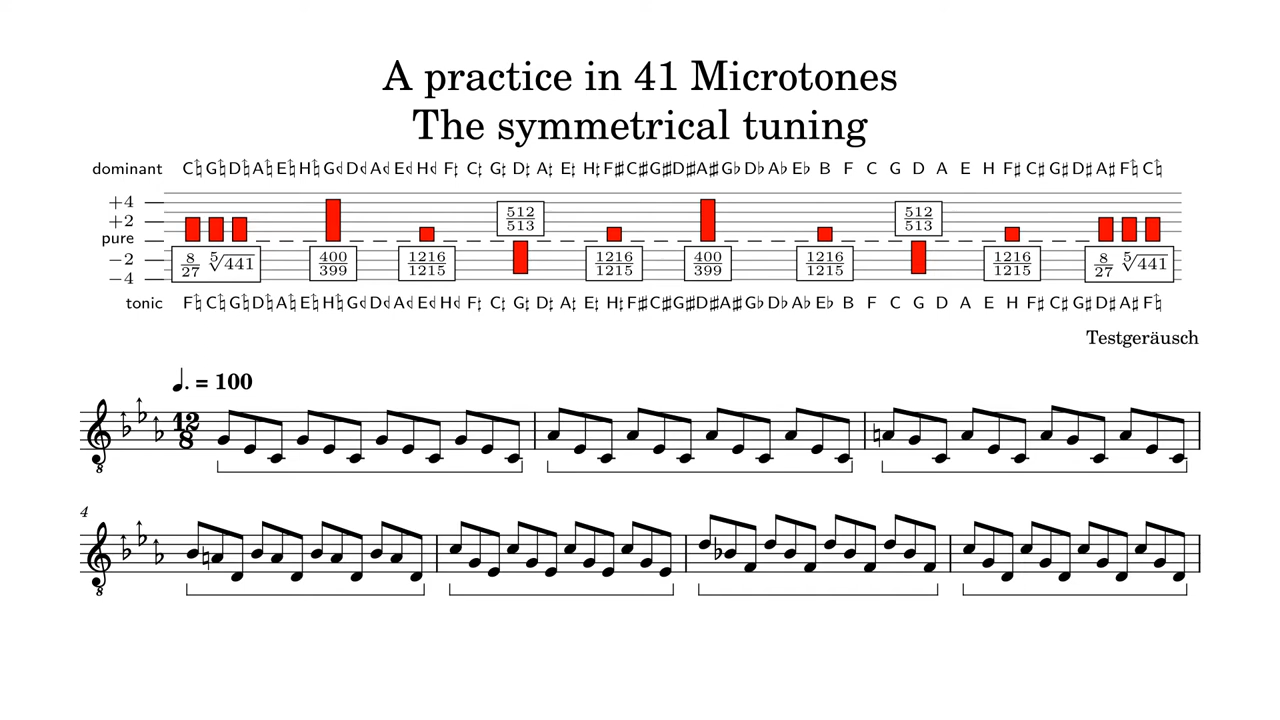 A practice in 41 Microtones
The symmetrical tuning
dominant C♮ G♮ D♮ A♮ E♮ H♮ G D A E H F C G D A E H F♯ C♯ G♯ D♯ A♯ G♭ D♭ A♭ E♭ B F C G D A E H F♯ C♯ G♯ D♯ A♯ F♮ C♮
+4
+2
pure
−2
−4
512/513 512/513
8/27 ⁵√441 400/399 1216/1215 1216/1215 400/399 1216/1215 1216/1215 8/27 ⁵√441
tonic F♮ C♮ G♮ D♮ A♮ E♮ H♮ G D A E H F C G D A E H F♯ C♯ G♯ D♯ A♯ G♭ D♭ A♭ E♭ B F C G D A E H F♯ C♯ G♯ D♯ A♯ F♮
Testgeräusch
♩. = 100
12
8
8
4
8